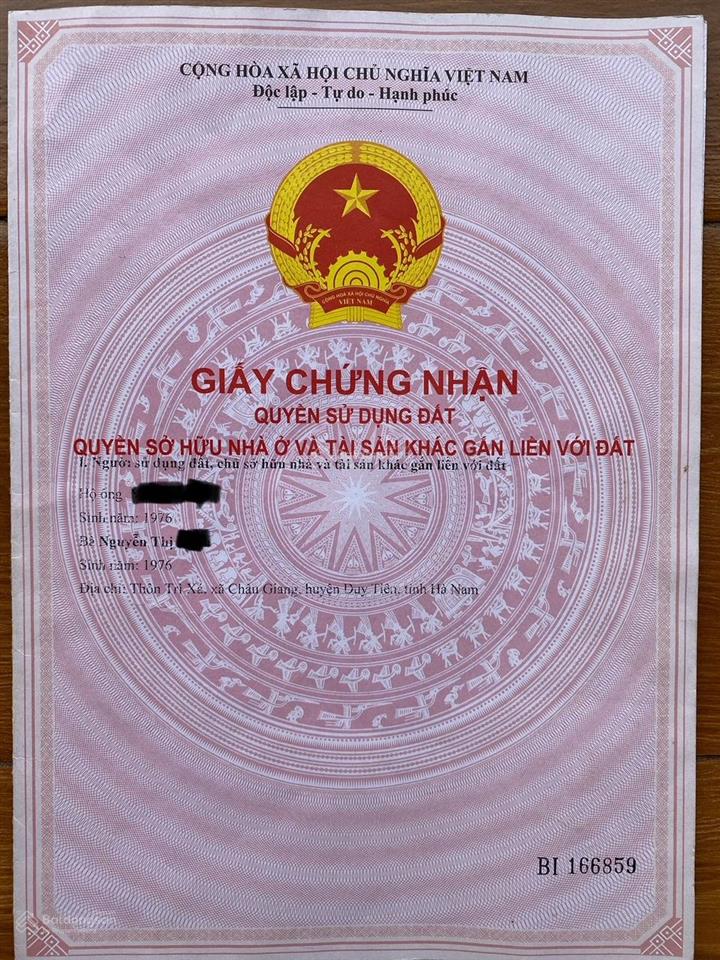 CỘNG HÒA XÃ HỘI CHỦ NGHĨA VIỆT NAM
Độc lập - Tự do - Hạnh phúc
CỘNG HÒA XÃ HỘI CHỦ NGHĨA
VIỆT NAM
GIẤY CHỨNG NHẬN
QUYỀN SỬ DỤNG ĐẤT
QUYỀN SỞ HỮU NHÀ Ở VÀ TÀI SẢN KHÁC GẮN LIỀN VỚI ĐẤT
I. Người sử dụng đất, chủ sở hữu nhà và tài sản khác gắn liền với đất
Hộ ông
Sinh năm: 1976
Bà Nguyễn Thị
Sinh năm: 1976
Địa chỉ: Thôn Trì Xá, xã Châu Giang, huyện Duy Tiên, tỉnh Hà Nam
BI 166859
Batdongsan